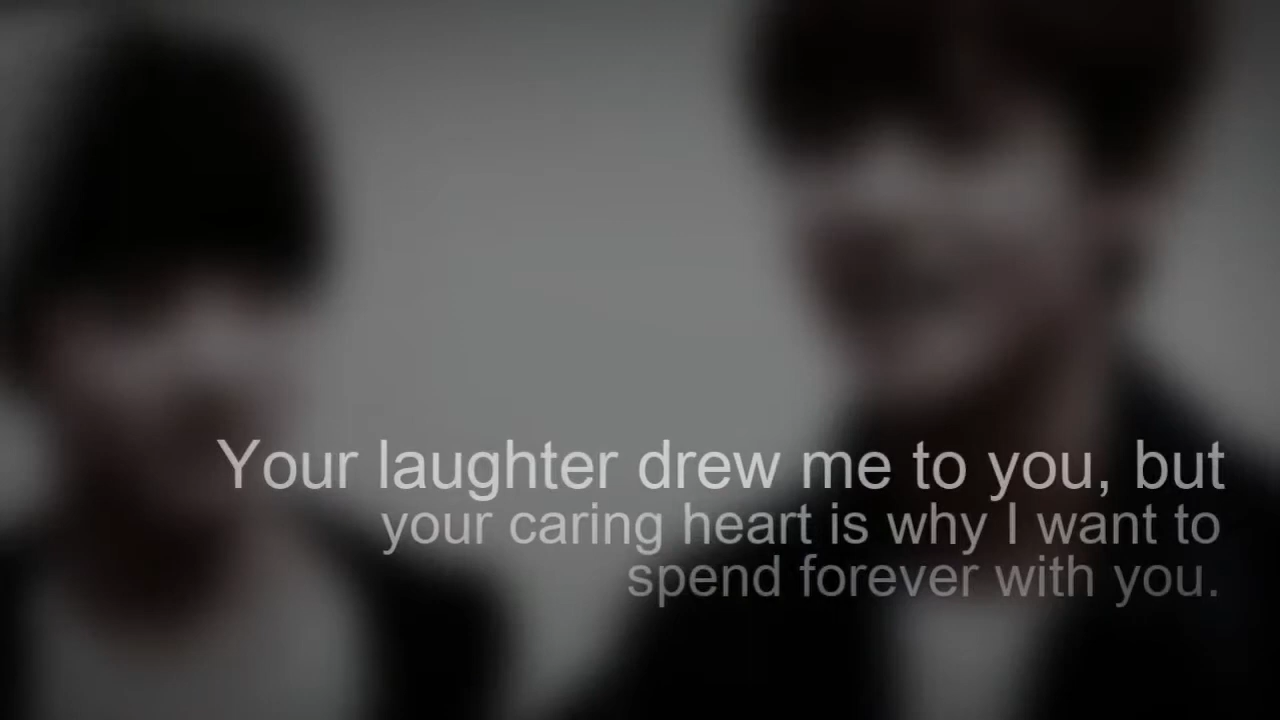 Your laughter drew me to you, but
your caring heart is why I want to
spend forever with you.